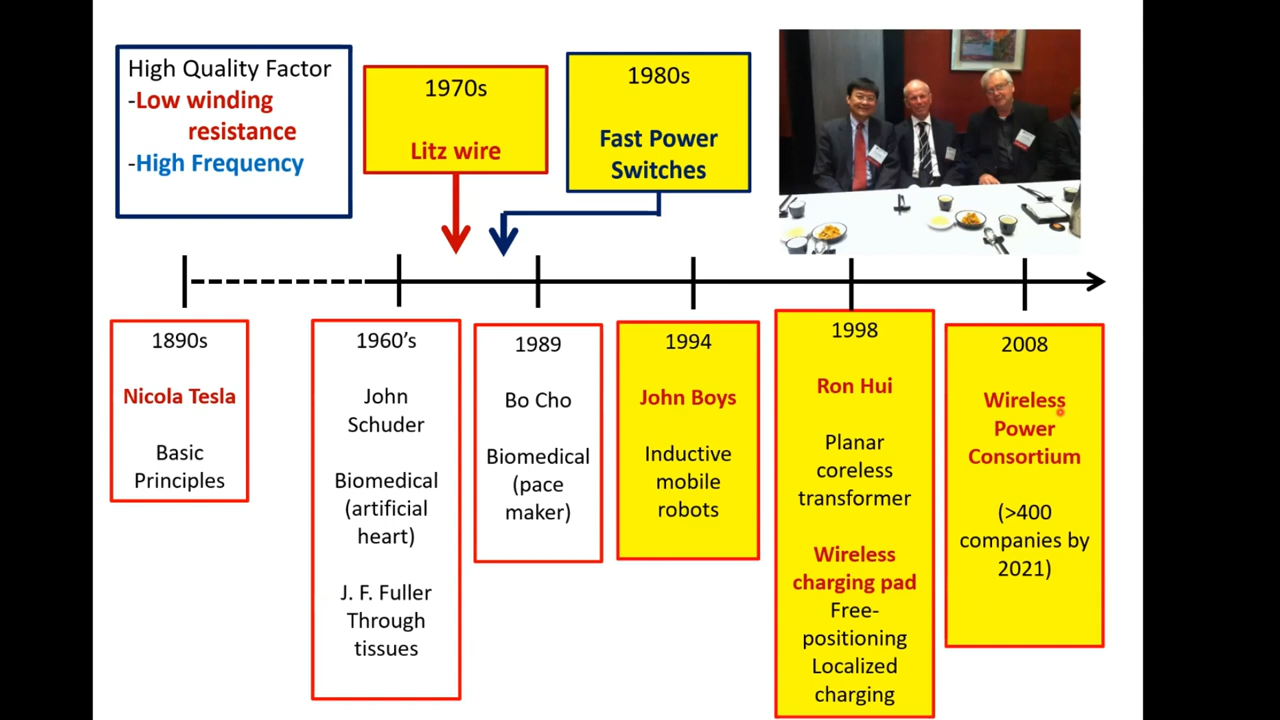 High Quality Factor
-Low winding
resistance
-High Frequency
1970s
Litz wire
1980s
Fast Power
Switches
1890s
Nicola Tesla
Basic
Principles
1960’s
John
Schuder
Biomedical
(artificial
heart)
J. F. Fuller
Through
tissues
1989
Bo Cho
Biomedical
(pace
maker)
1994
John Boys
Inductive
mobile
robots
1998
Ron Hui
Planar
coreless
transformer
Wireless
charging pad
Free-
positioning
Localized
charging
2008
Wireless
Power
Consortium
(>400
companies by
2021)